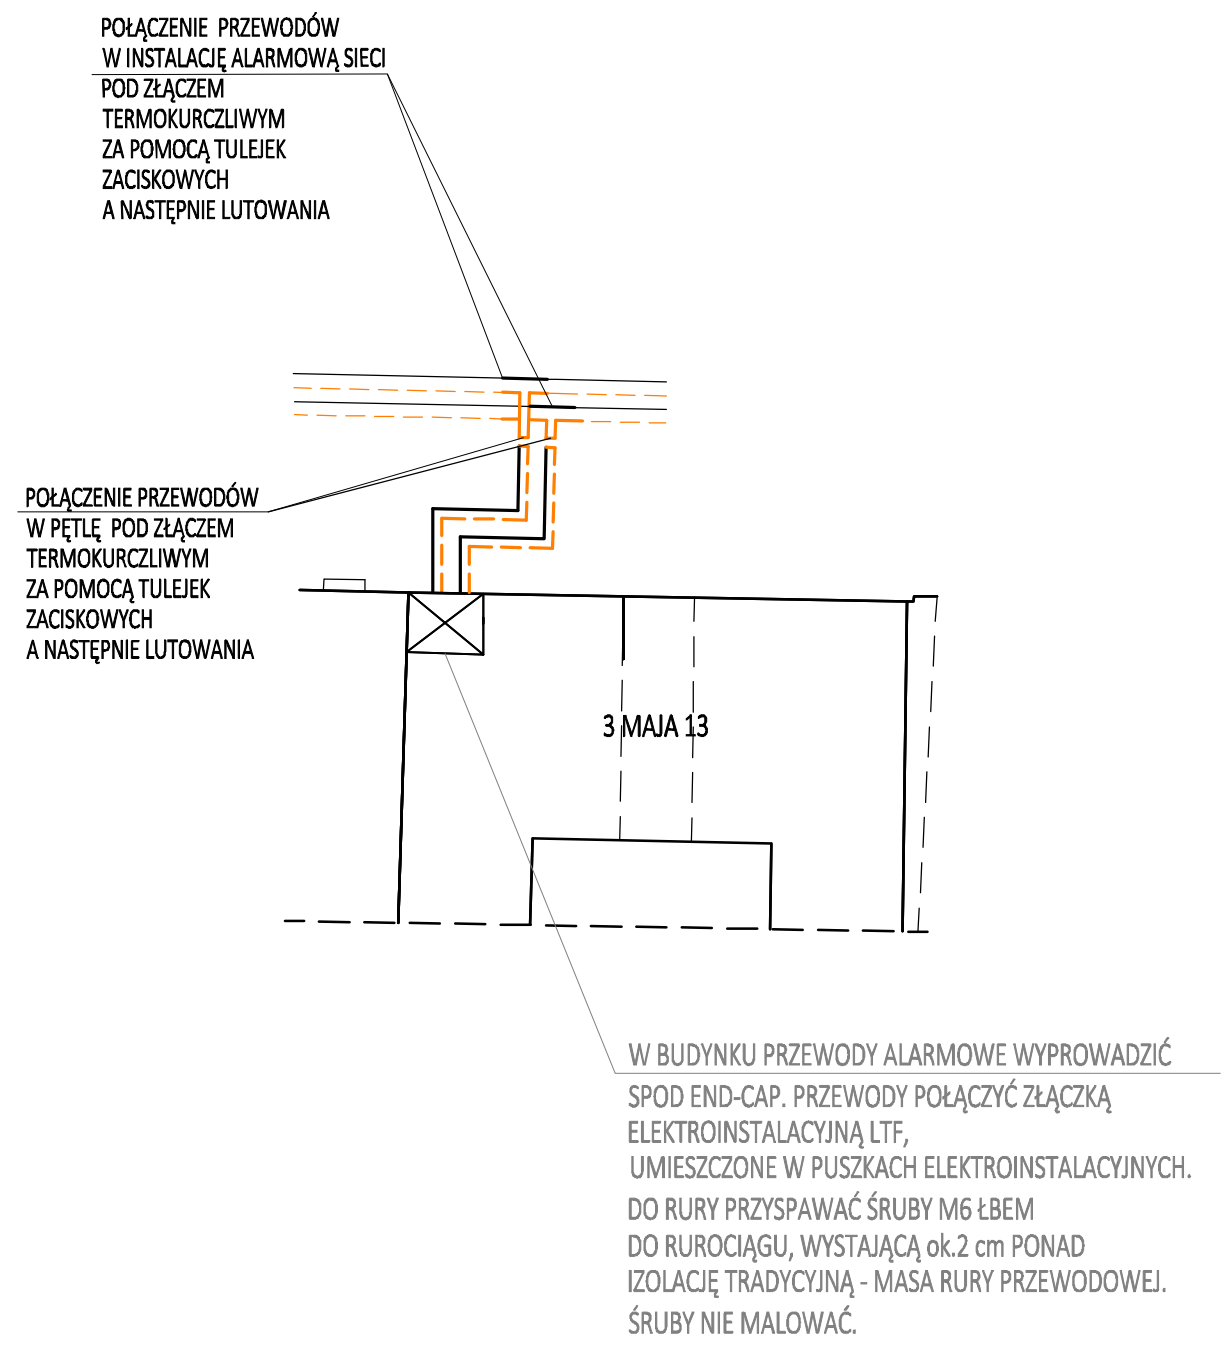 POŁĄCZENIE PRZEWODÓW
W INSTALACJĘ ALARMOWĄ SIECI
POD ZŁĄCZEM
TERMOKURCZLIWYM
ZA POMOCĄ TULEJEK
ZACISKOWYCH
A NASTĘPNIE LUTOWANIA
POŁĄCZENIE PRZEWODÓW
W PĘTLĘ POD ZŁĄCZEM
TERMOKURCZLIWYM
ZA POMOCĄ TULEJEK
ZACISKOWYCH
A NASTĘPNIE LUTOWANIA
3 MAJA 13
W BUDYNKU PRZEWODY ALARMOWE WYPROWADZIĆ
SPOD END-CAP. PRZEWODY POŁĄCZYĆ ZŁĄCZKĄ
ELEKTROINSTALACYJNĄ LTF,
UMIESZCZONE W PUSZKACH ELEKTROINSTALACYJNYCH.
DO RURY PRZYSPAWAĆ ŚRUBY M6 ŁBEM
DO RUROCIĄGU, WYSTAJĄCĄ ok.2 cm PONAD
IZOLACJĘ TRADYCYJNĄ - MASA RURY PRZEWODOWEJ.
ŚRUBY NIE MALOWAĆ.